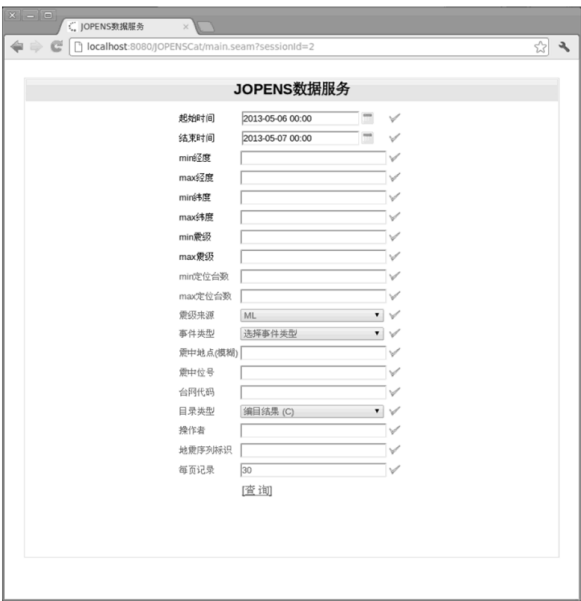 JOPENS数据服务
localhost:8080/JOPENSCat/main.seam?sessionId=2
JOPENS数据服务
起始时间 2013-05-06 00:00
结束时间 2013-05-07 00:00
min经度
max经度
min纬度
max纬度
min震级
max震级
min定位台数
max定位台数
震级来源 ML
事件类型 选择事件类型
震中地点(模糊)
震中位号
台网代码
目录类型 编目结果 (C)
操作者
地震序列标识
每页记录 30
[查 询]